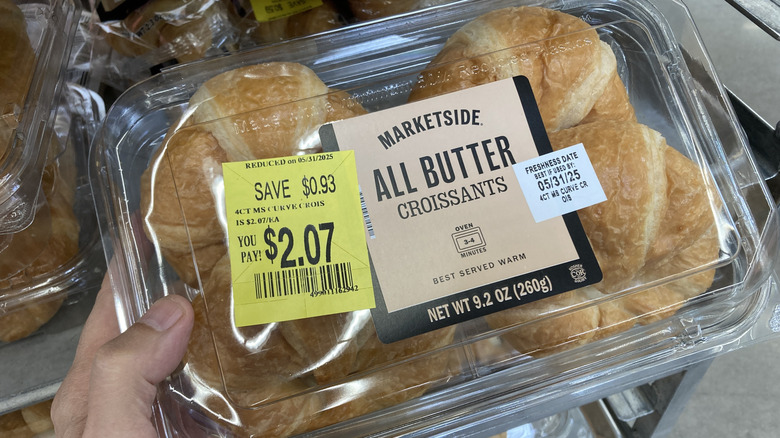 REDUCED on 05/31/2025
SAVE $0.93
4CT MS CURVE CROIS
IS $2.07/EA
YOU PAY! $2.07
MARKETSIDE.
ALL BUTTER
CROISSANTS
OVEN
3-4
MINUTES
BEST SERVED WARM
NET WT 9.2 OZ (260g)
FRESHNESS DATE
BEST IF USED BY
05/31/25
4CT MS CURVE CR
OIS